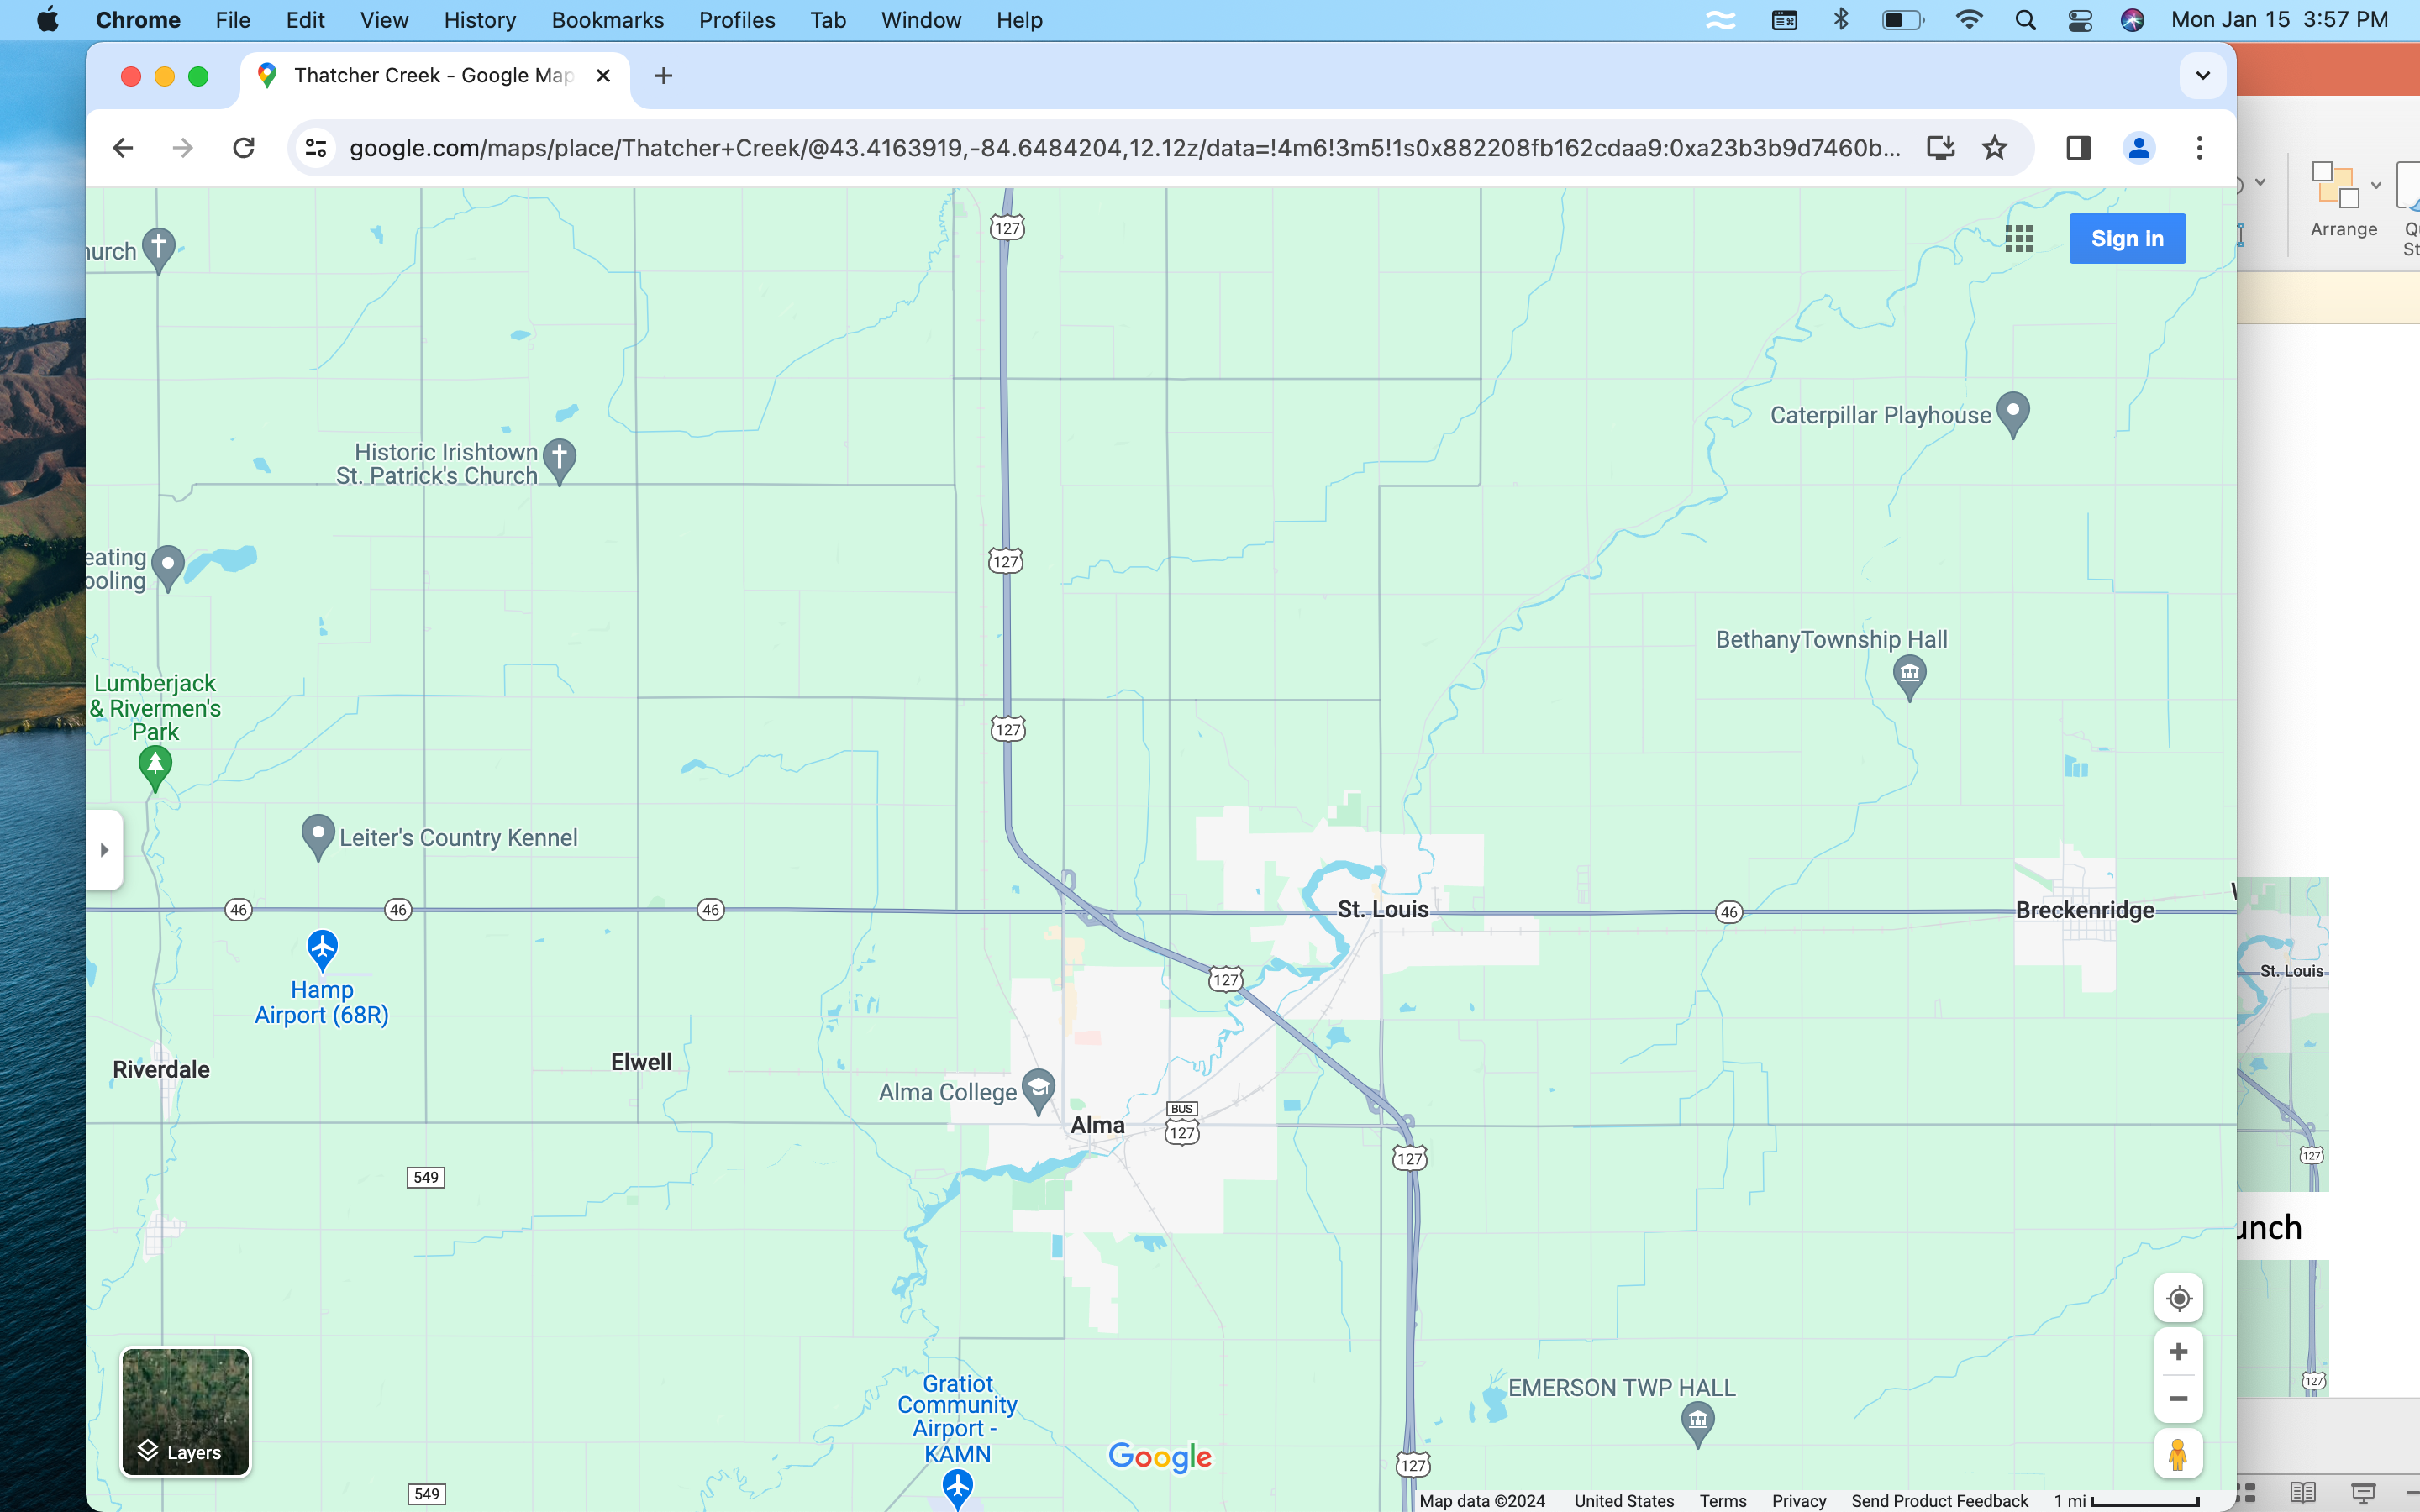 Chrome File Edit View History Bookmarks Profiles Tab Window Help Mon Jan 15 3:57 PM
Thatcher Creek - Google Map
google.com/maps/place/Thatcher+Creek/@43.4163919,-84.6484204,12.12z/data=!4m6!3m5!1s0x882208fb162cdaa9:0xa23b3b9d7460b...
Arrange
127
Sign in
Caterpillar Playhouse
Historic Irishtown
St. Patrick's Church
127
BethanyTownship Hall
Lumberjack
& Rivermen's
Park
127
Leiter's Country Kennel
46
46
46
St. Louis
46
Breckenridge
Hamp
Airport (68R)
127
St. Louis
Riverdale
Elwell
Alma College
Alma
BUS
127
127
127
549
Gratiot
Community
Airport -
KAMN
EMERSON TWP HALL
127
127
Layers
549
Google
Map data ©2024 United States Terms Privacy Send Product Feedback 1 mi